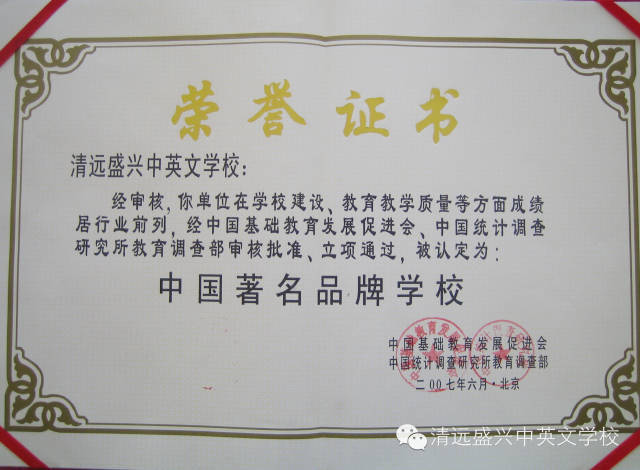 荣誉证书
清远盛兴中英文学校：
经审核，你单位在学校建设、教育教学质量等方面成绩
居行业前列，经中国基础教育发展促进会、中国统计调查
研究所教育调查部审核批准、立项通过，被认定为：
中国著名品牌学校
中国基础教育发展促进会
中国统计调查研究所教育调查部
二00七年六月·北京
清远盛兴中英文学校